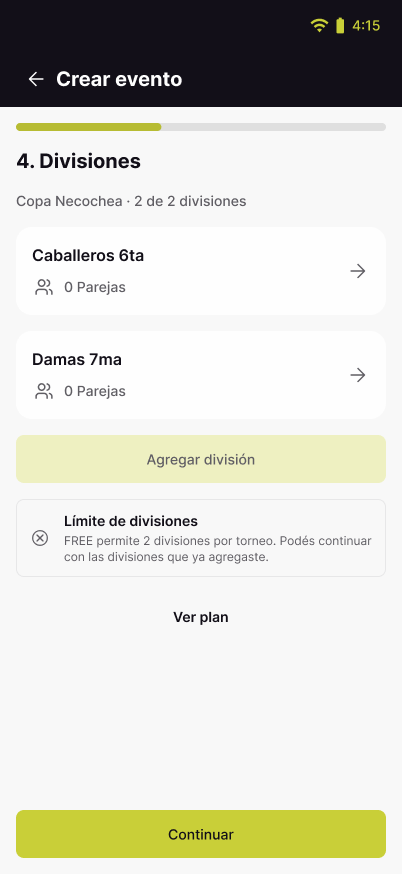 4:15
Crear evento
4. Divisiones
Copa Necochea · 2 de 2 divisiones
Caballeros 6ta
0 Parejas
Damas 7ma
0 Parejas
Agregar división
Límite de divisiones
FREE permite 2 divisiones por torneo. Podés continuar
con las divisiones que ya agregaste.
Ver plan
Continuar